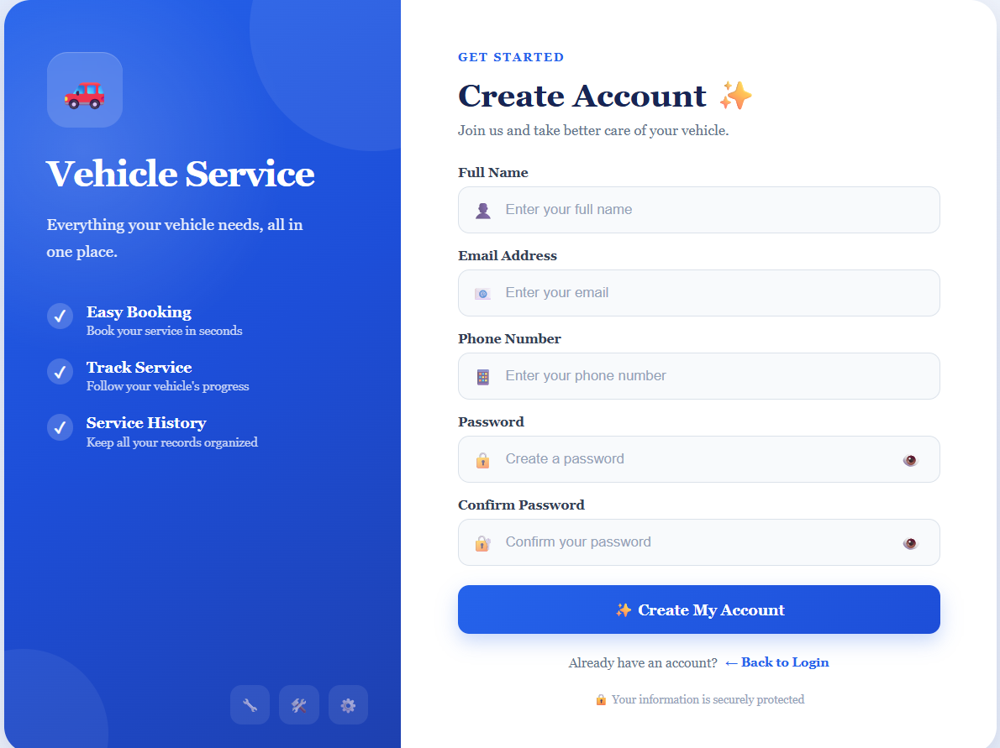 Vehicle Service
Everything your vehicle needs, all in
one place.
Easy Booking
Book your service in seconds
Track Service
Follow your vehicle's progress
Service History
Keep all your records organized
GET STARTED
Create Account ✨
Join us and take better care of your vehicle.
Full Name
Enter your full name
Email Address
Enter your email
Phone Number
Enter your phone number
Password
Create a password
Confirm Password
Confirm your password
✨ Create My Account
Already have an account? ← Back to Login
🔒 Your information is securely protected